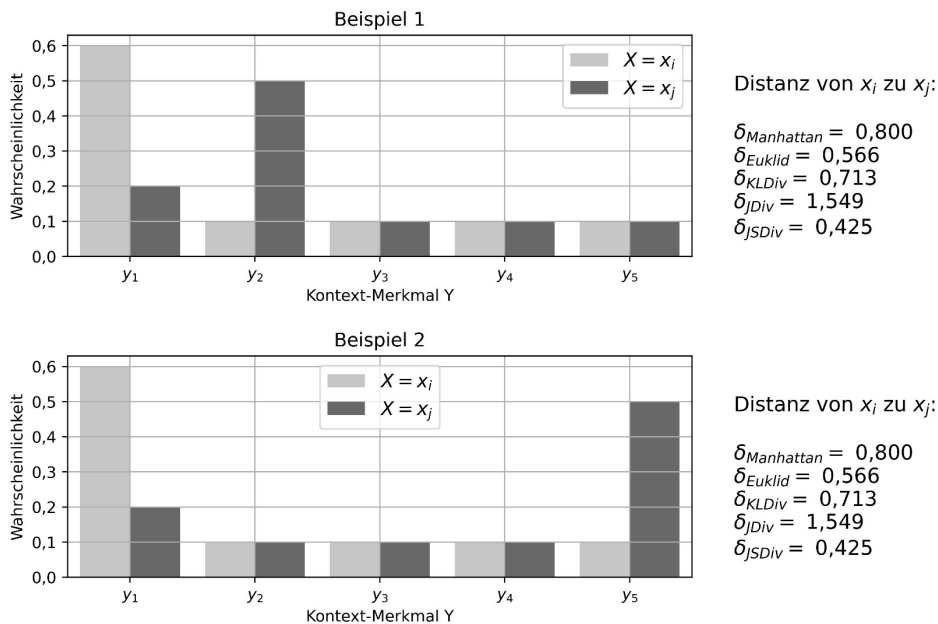 Beispiel 1
0,6
0,5
0,4
0,3
0,2
0,1
0,0
Wahrscheinlichkeit
X = xᵢ
X = xⱼ
y₁ y₂ y₃ y₄ y₅
Kontext-Merkmal Y
Distanz von xᵢ zu xⱼ:
δManhattan = 0,800
δEuklid = 0,566
δKLDiv = 0,713
δJDiv = 1,549
δJSDiv = 0,425
Beispiel 2
0,6
0,5
0,4
0,3
0,2
0,1
0,0
Wahrscheinlichkeit
X = xᵢ
X = xⱼ
y₁ y₂ y₃ y₄ y₅
Kontext-Merkmal Y
Distanz von xᵢ zu xⱼ:
δManhattan = 0,800
δEuklid = 0,566
δKLDiv = 0,713
δJDiv = 1,549
δJSDiv = 0,425